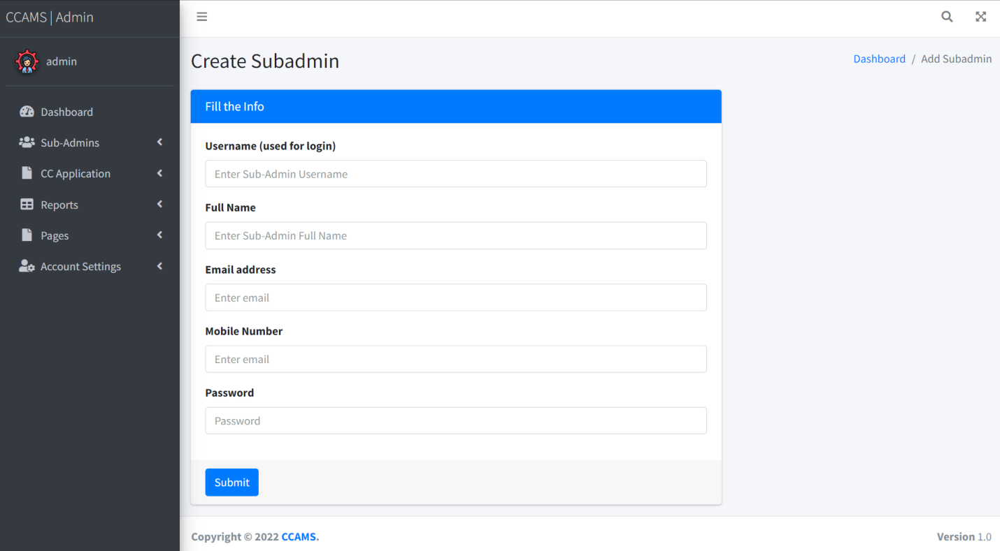 CCAMS | Admin
admin
Dashboard
Sub-Admins
CC Application
Reports
Pages
Account Settings
Create Subadmin
Dashboard / Add Subadmin
Fill the Info
Username (used for login)
Enter Sub-Admin Username
Full Name
Enter Sub-Admin Full Name
Email address
Enter email
Mobile Number
Enter email
Password
Password
Submit
Copyright © 2022 CCAMS.
Version 1.0